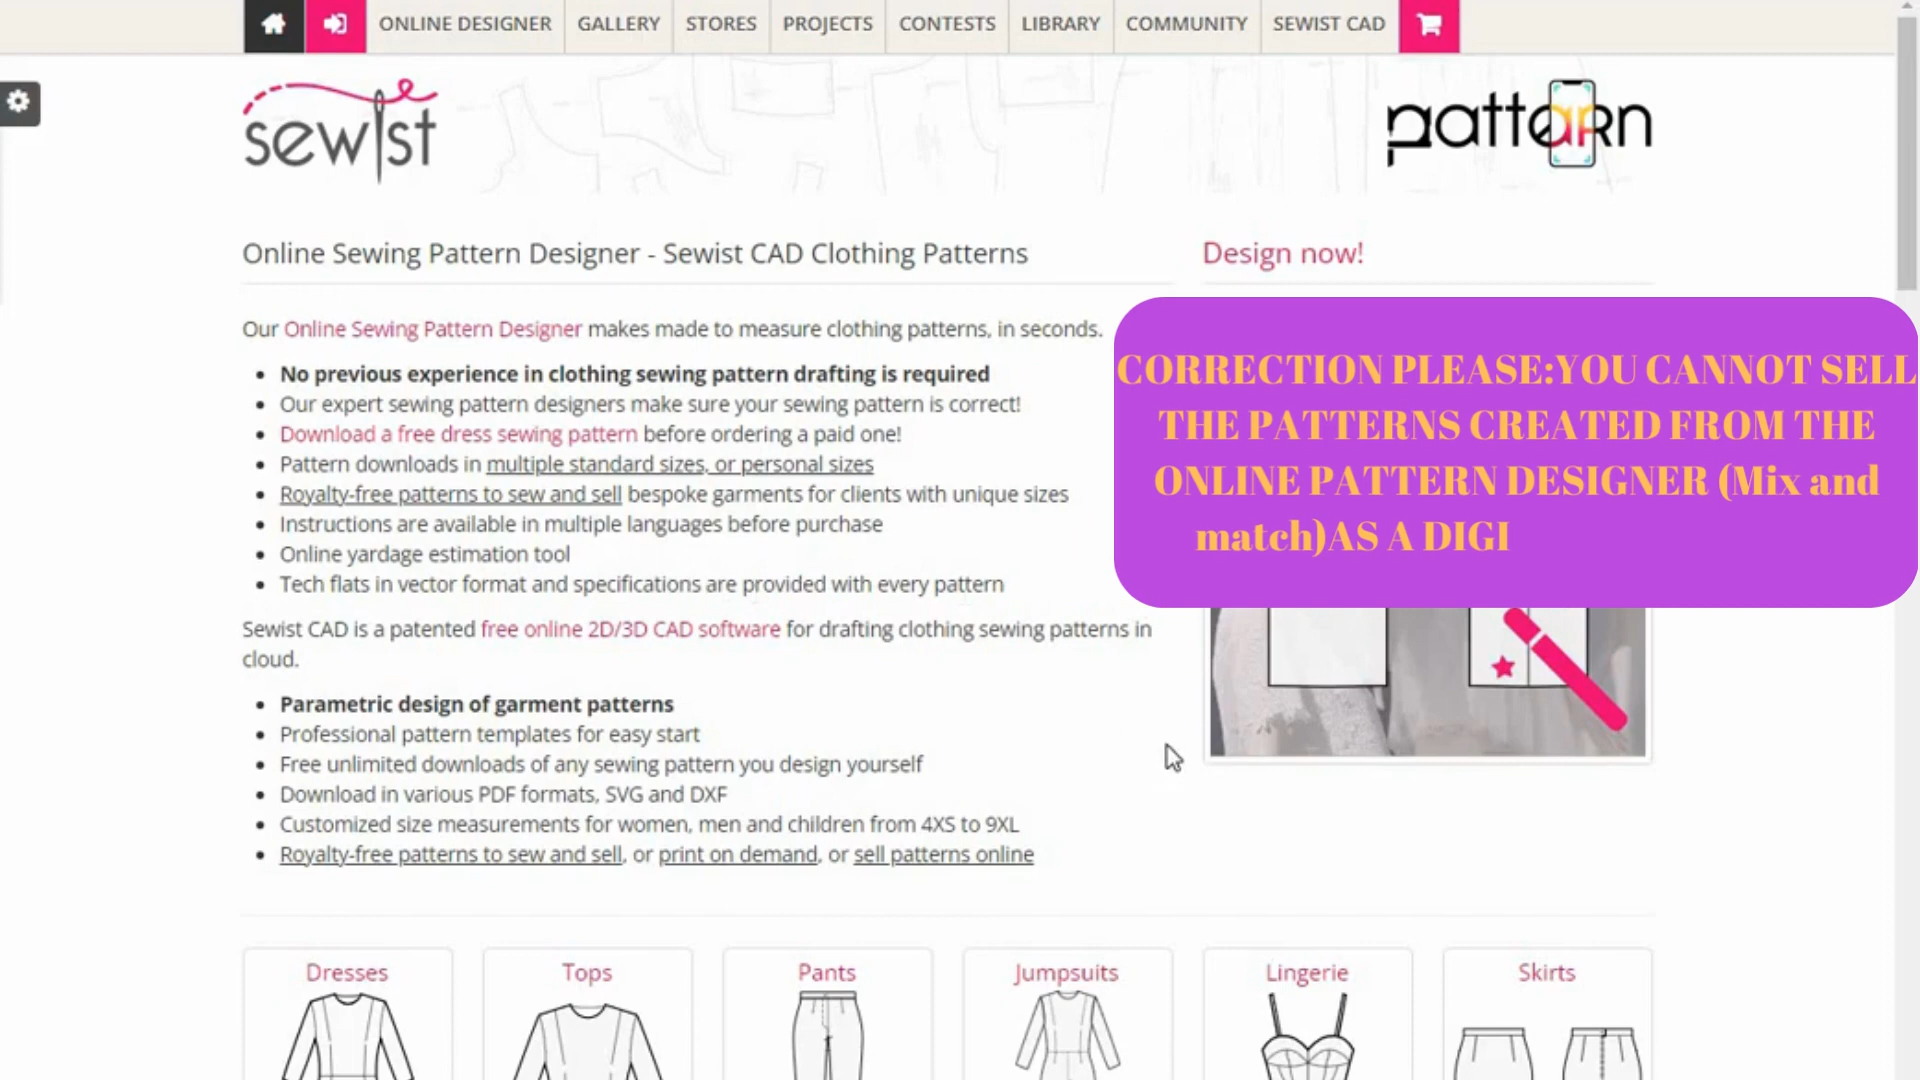 ONLINE DESIGNER GALLERY STORES PROJECTS CONTESTS LIBRARY COMMUNITY SEWIST CAD
sewist
pattarn
Online Sewing Pattern Designer - Sewist CAD Clothing Patterns
Design now!
Our Online Sewing Pattern Designer makes made to measure clothing patterns, in seconds.
No previous experience in clothing sewing pattern drafting is required
Our expert sewing pattern designers make sure your sewing pattern is correct!
Download a free dress sewing pattern before ordering a paid one!
Pattern downloads in multiple standard sizes, or personal sizes
Royalty-free patterns to sew and sell bespoke garments for clients with unique sizes
Instructions are available in multiple languages before purchase
Online yardage estimation tool
Tech flats in vector format and specifications are provided with every pattern
CORRECTION PLEASE:YOU CANNOT SELL
THE PATTERNS CREATED FROM THE
ONLINE PATTERN DESIGNER (Mix and
match)AS A DIGI
Sewist CAD is a patented free online 2D/3D CAD software for drafting clothing sewing patterns in
cloud.
Parametric design of garment patterns
Professional pattern templates for easy start
Free unlimited downloads of any sewing pattern you design yourself
Download in various PDF formats, SVG and DXF
Customized size measurements for women, men and children from 4XS to 9XL
Royalty-free patterns to sew and sell, or print on demand, or sell patterns online
Dresses Tops Pants Jumpsuits Lingerie Skirts